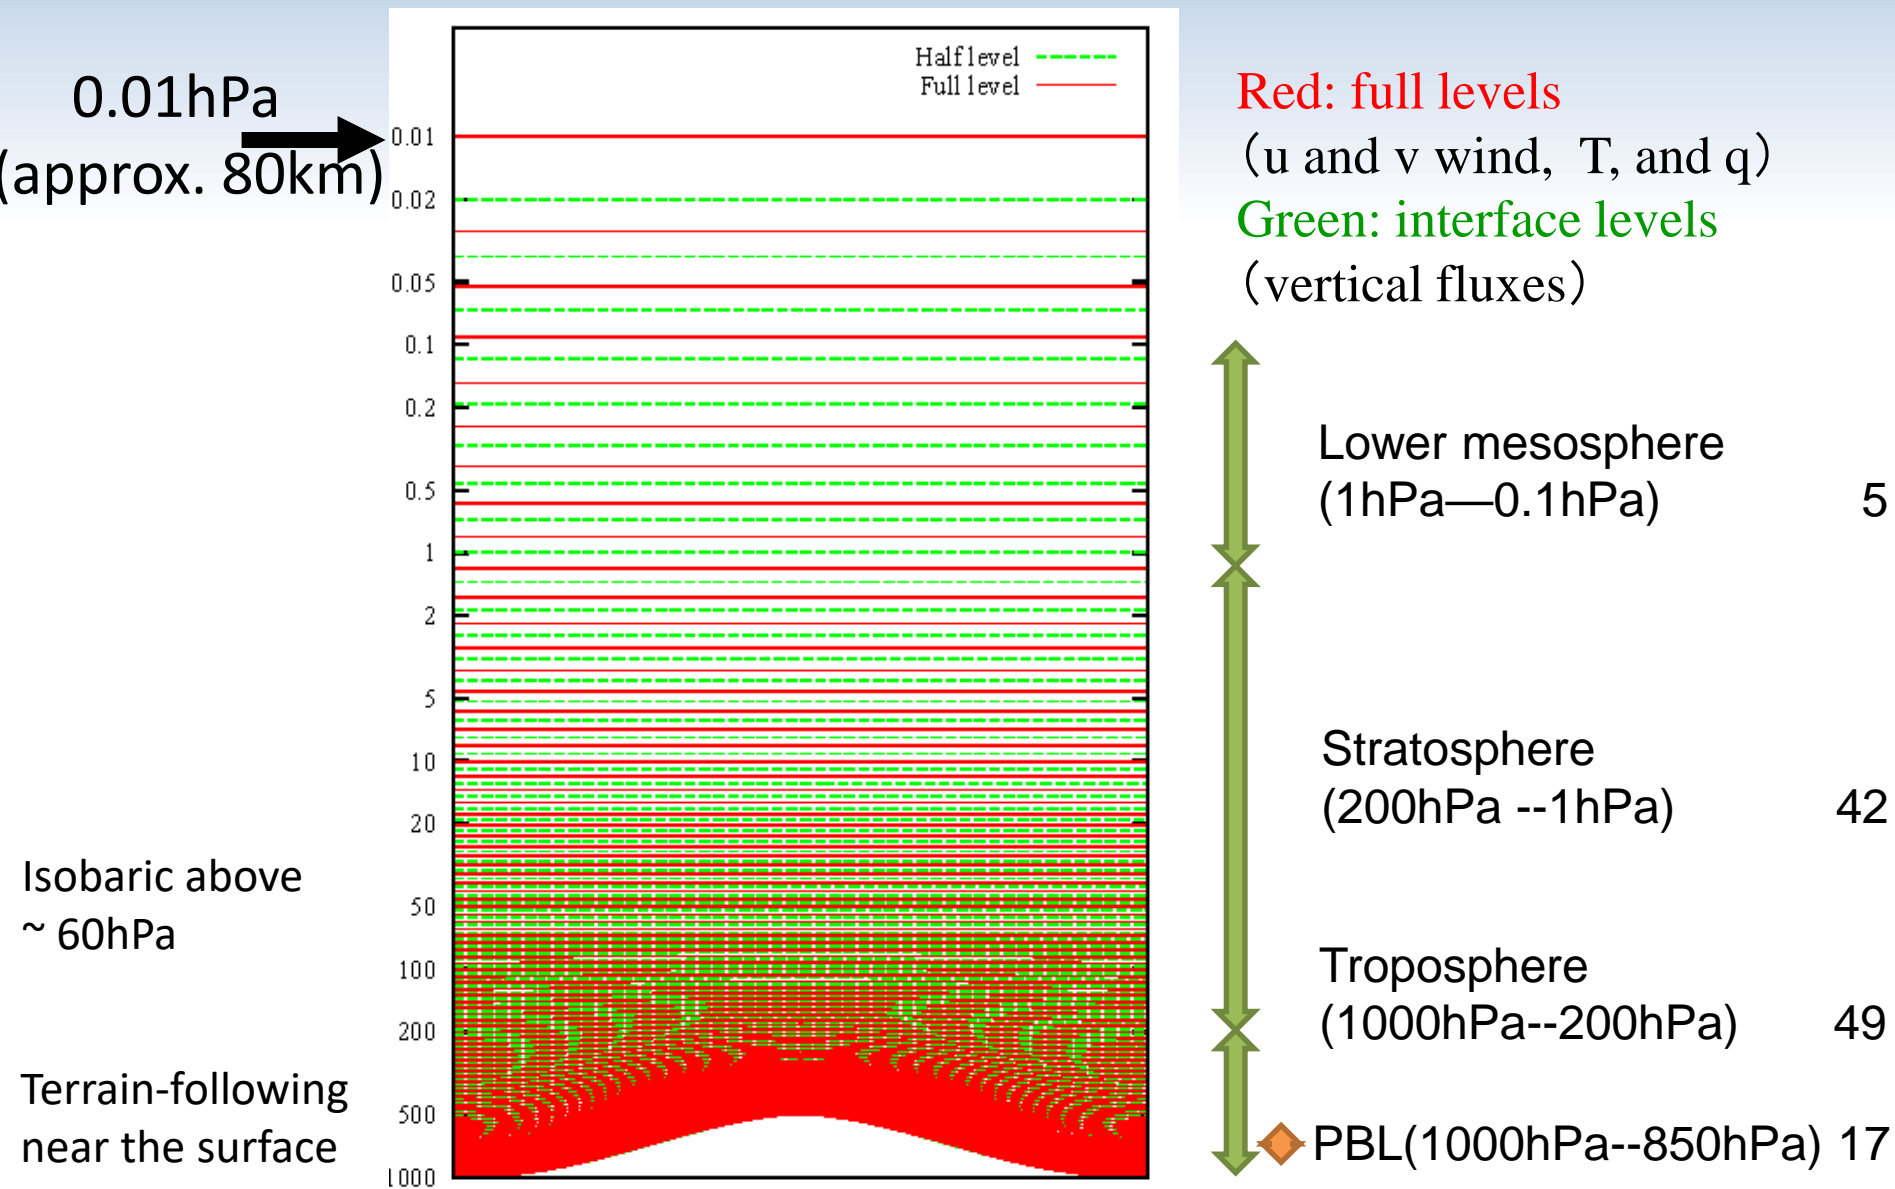 0.01hPa
(approx. 80km)
Half level
Full level
0.01
0.02
0.05
0.1
0.2
0.5
1
2
5
10
20
50
100
200
500
1000
Isobaric above
~ 60hPa
Terrain-following
near the surface
Red: full levels
（u and v wind, T, and q）
Green: interface levels
（vertical fluxes）
Lower mesosphere
(1hPa—0.1hPa) 5
Stratosphere
(200hPa --1hPa) 42
Troposphere
(1000hPa--200hPa) 49
PBL(1000hPa--850hPa) 17